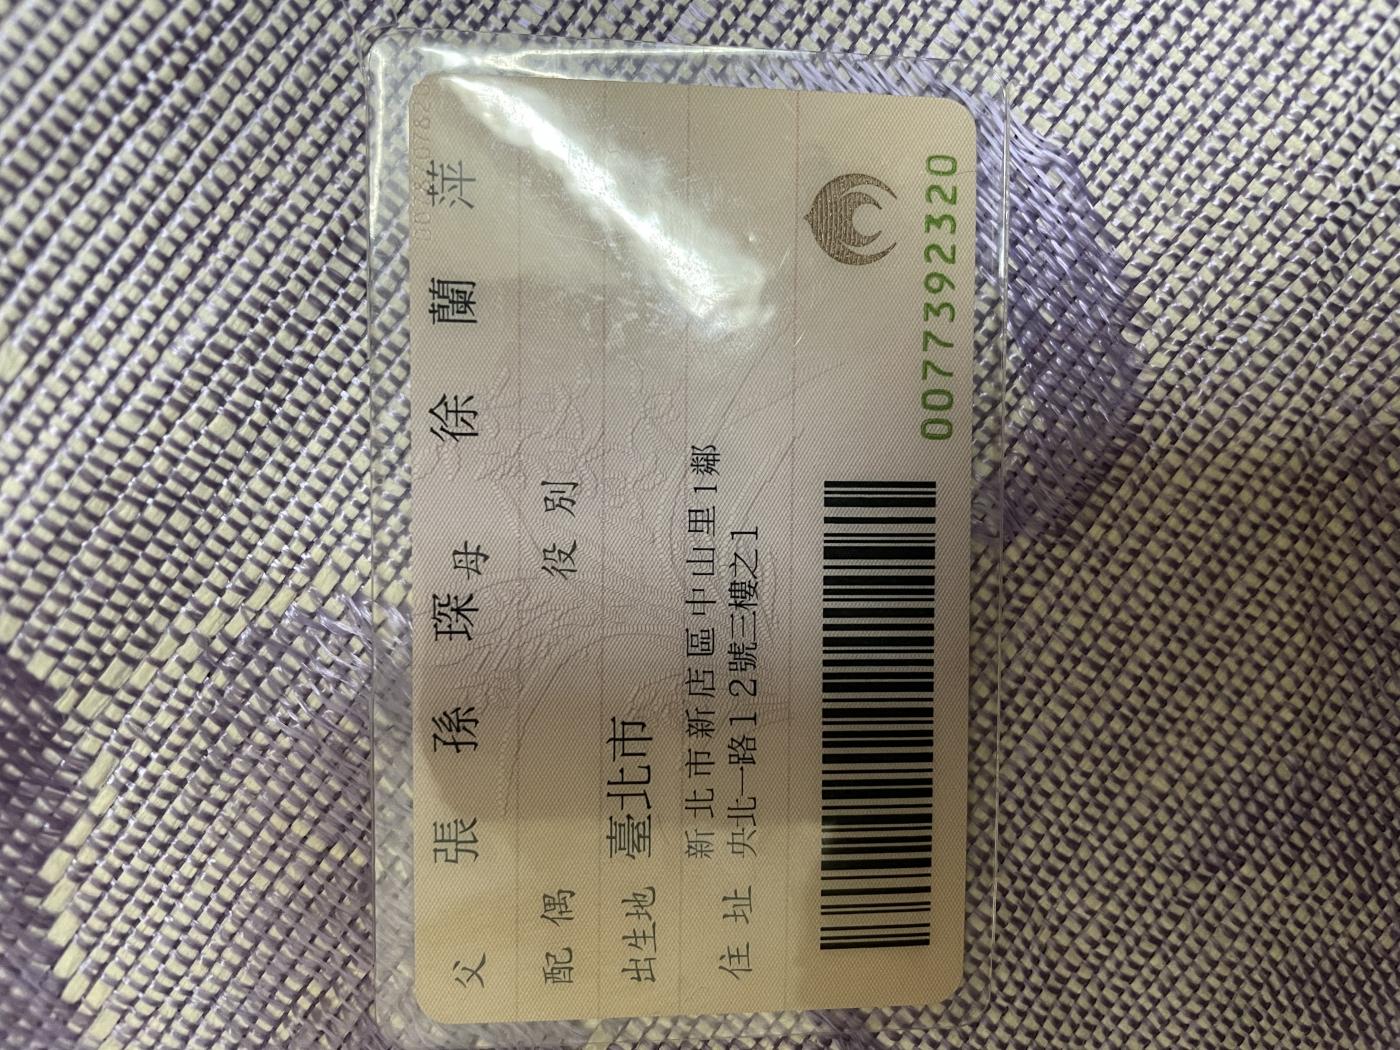 父 張孫琛 母 徐蘭萍
配偶 役別
出生地 臺北市
住址 新北市新店區中山里1鄰
央北一路12號三樓之1
0077392320